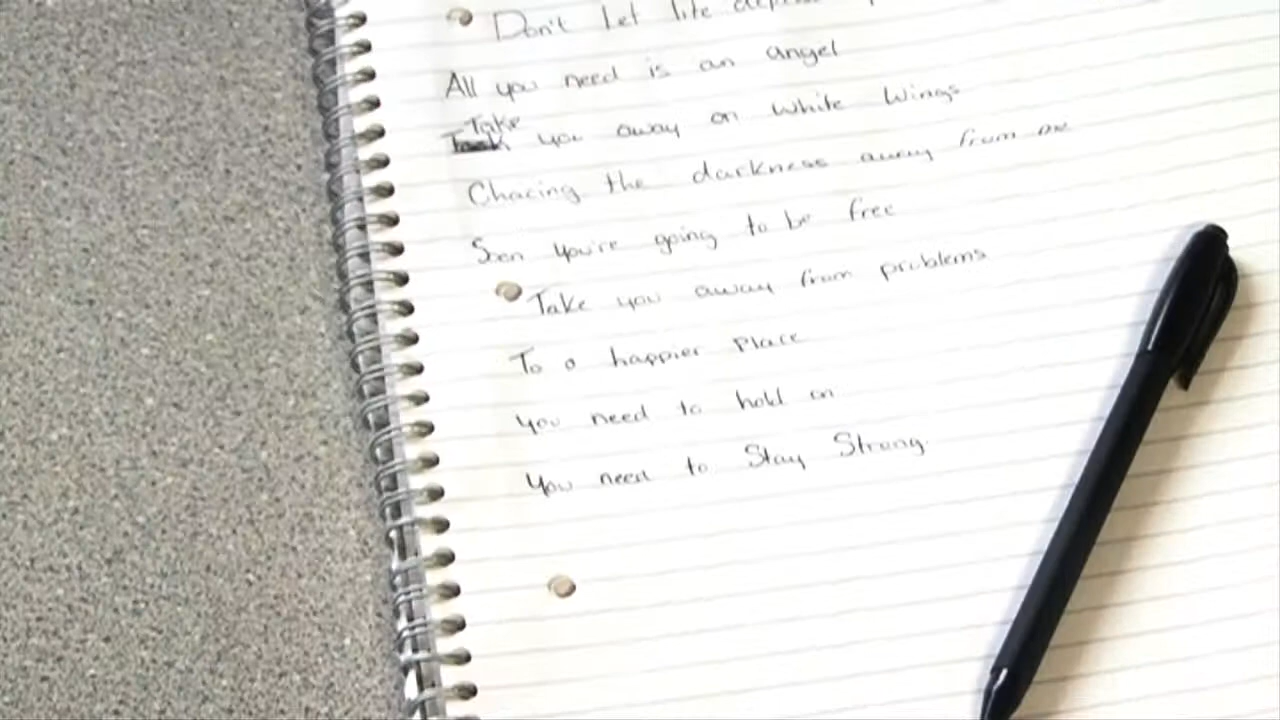 Don't let life
All you need is an angel
Take you away on white wings
Chacing the darkness away from
Soon you're going to be free
Take you away from problems
To a happier place
you need to hold on
You need to Stay Strong.